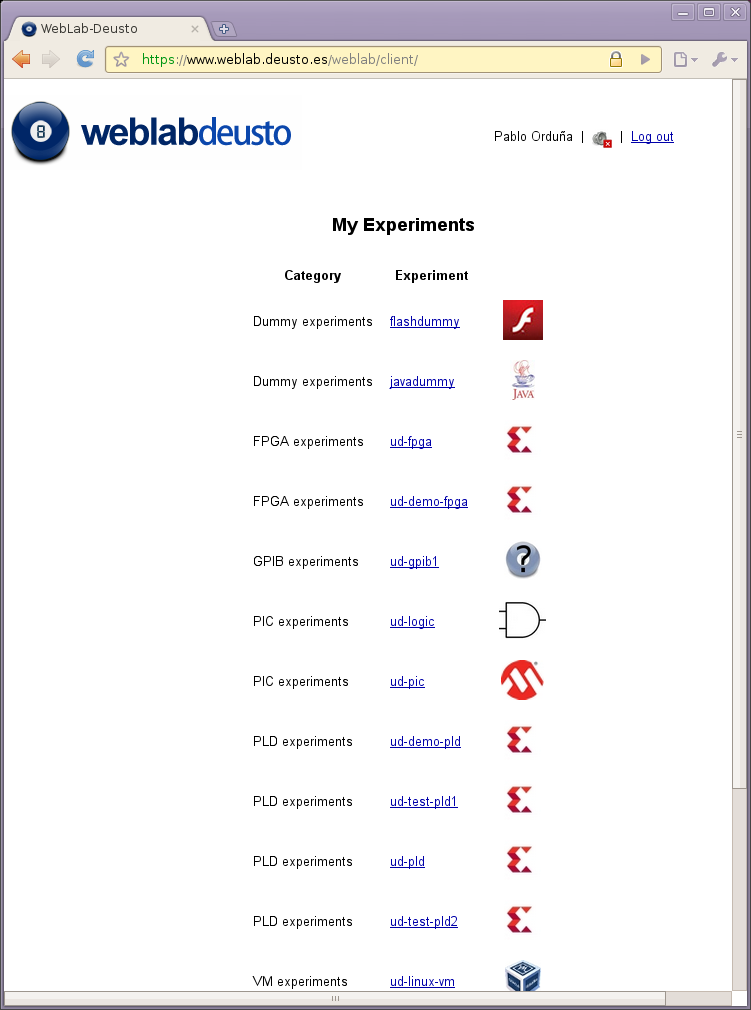 WebLab-Deusto
https://www.weblab.deusto.es/weblab/client/
8 weblabdeusto
Pablo Orduña | | Log out
My Experiments
Category Experiment
Dummy experiments flashdummy
Dummy experiments javadummy
JAVA
FPGA experiments ud-fpga
FPGA experiments ud-demo-fpga
GPIB experiments ud-gpib1 ?
PIC experiments ud-logic
PIC experiments ud-pic
PLD experiments ud-demo-pld
PLD experiments ud-test-pld1
PLD experiments ud-pld
PLD experiments ud-test-pld2
VM experiments ud-linux-vm